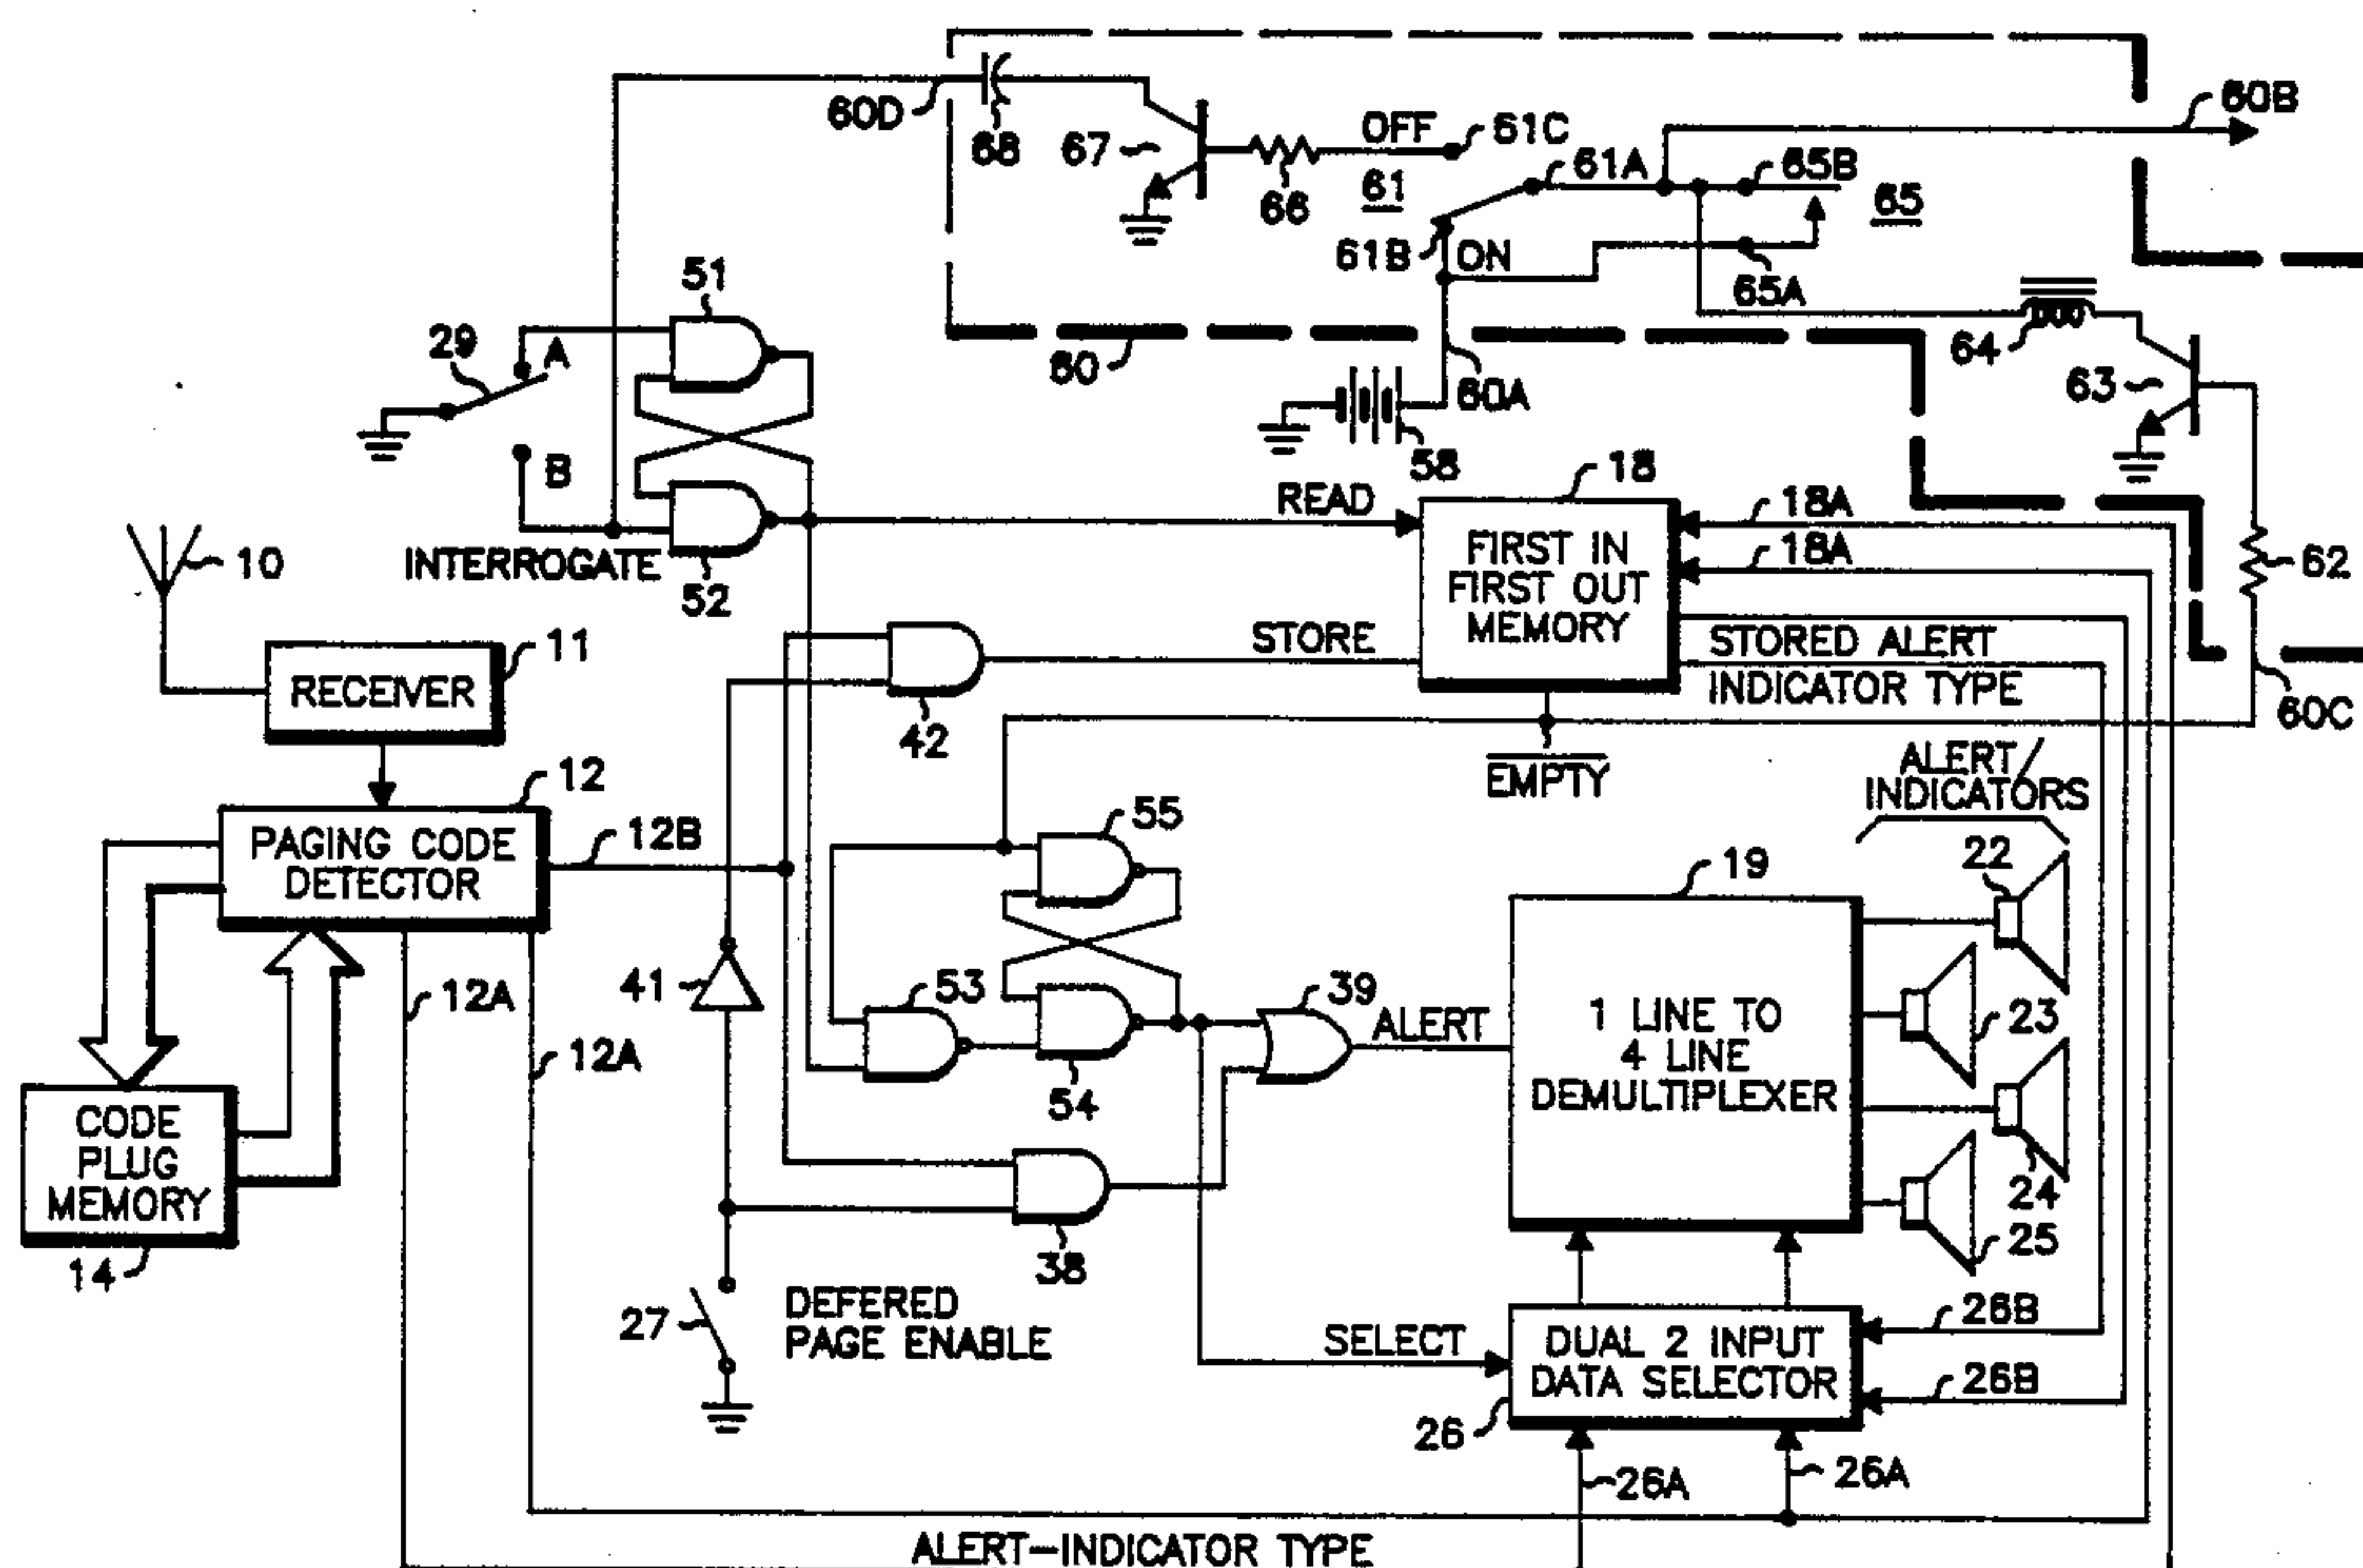 60B
60D
68
67
66
OFF
61C
61
61A
65B
65
61B
ON
65A
51
29
A
60
60A
64
63
58
B
READ
18
18A
18A
10
INTERROGATE
52
FIRST IN
FIRST OUT
MEMORY
62
11
RECEIVER
STORE
42
STORED ALERT
INDICATOR TYPE
60C
EMPTY
ALERT/
INDICATORS
12
PAGING CODE
DETECTOR
12B
55
19
22
41
53
39
ALERT
1 LINE TO
4 LINE
DEMULTIPLEXER
23
12A
12A
54
24
CODE
PLUG
MEMORY
14
38
25
27
DEFERED
PAGE ENABLE
SELECT
DUAL 2 INPUT
DATA SELECTOR
26B
26B
26
26A
26A
ALERT-INDICATOR TYPE